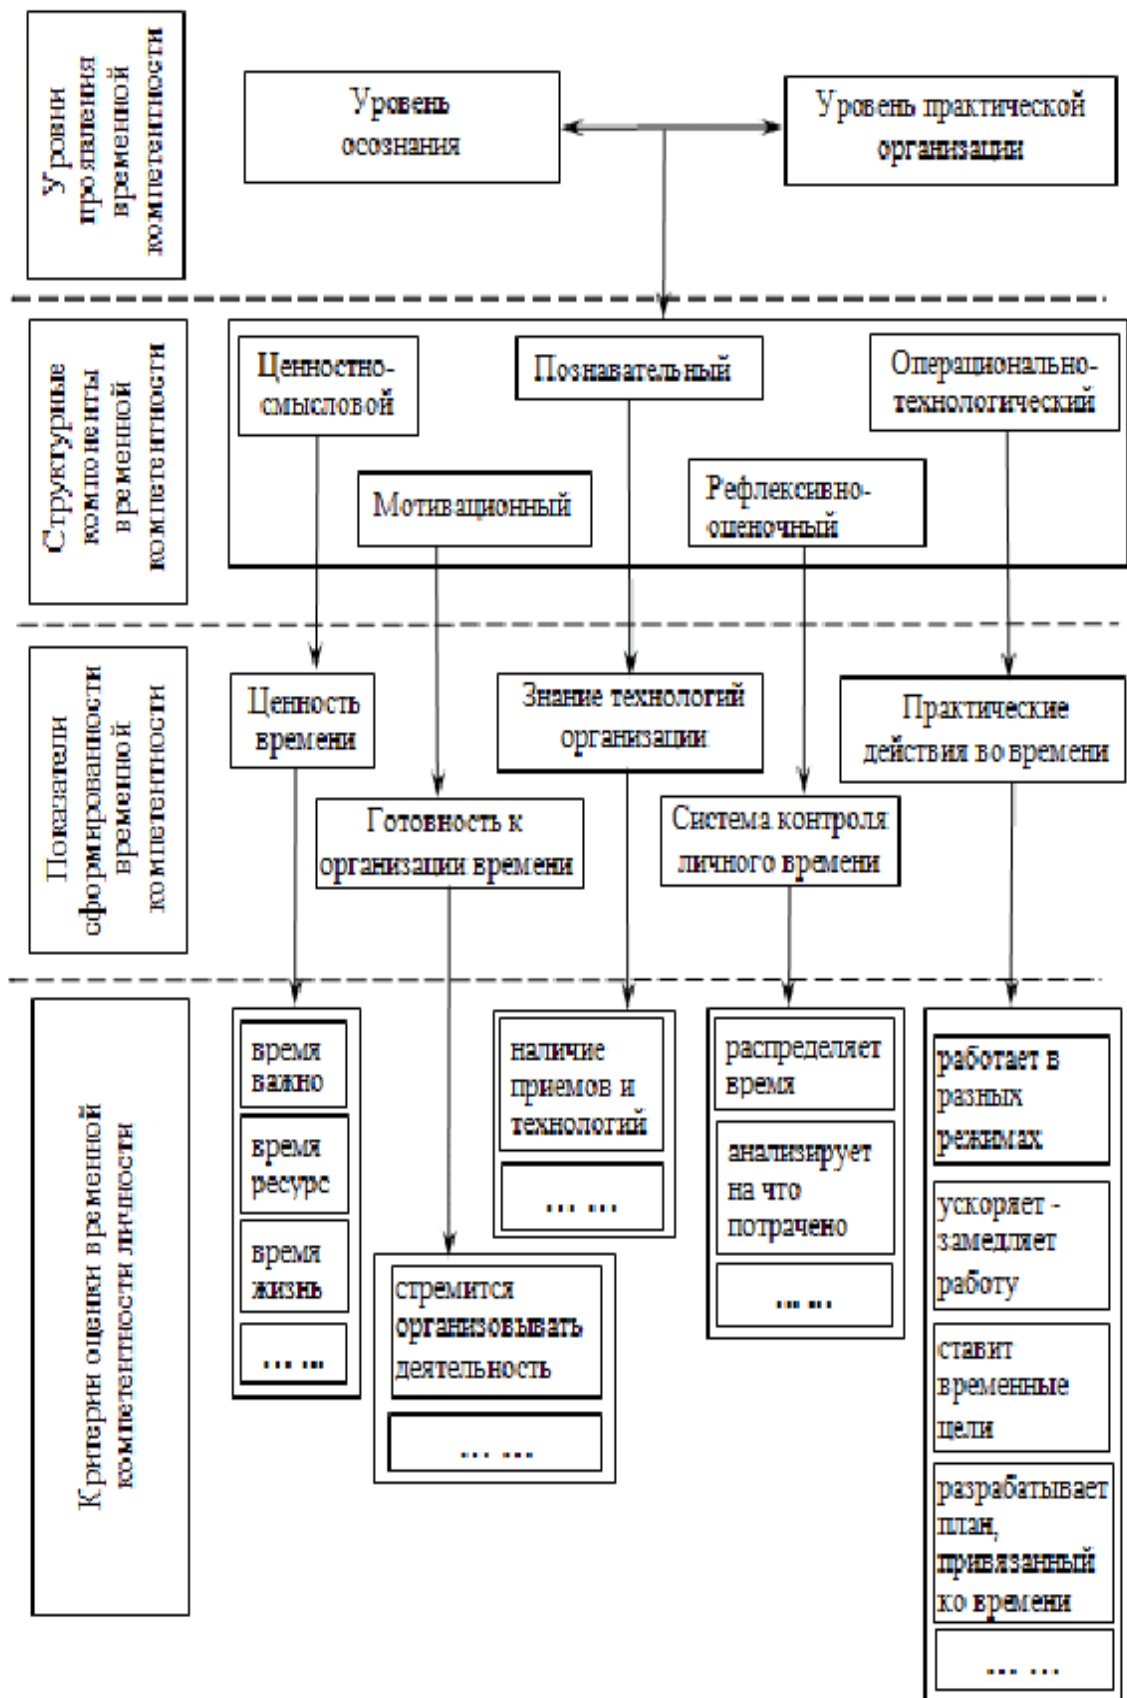 Уровни
проявления
временной
компетентности
Уровень
осознания
Уровень практической
организации
Структурные
компоненты
временной
компетентности
Ценностно-
смысловой
Познавательный
Операционально-
технологический
Мотивационный
Рефлексивно-
оценочный
Показатели
сформированности
временной
компетентности
Ценность
времени
Знание технологий
организации
Практические
действия во времени
Готовность к
организации времени
Система контроля
личного времени
Критерии оценки временной
компетентности личности
время
важно
время
ресурс
время
жизнь
... ...
стремится
организовывать
деятельность
... ...
наличие
приемов и
технологий
... ...
распределяет
время
анализирует
на что
потрачено
... ...
работает в
разных
режимах
ускоряет -
замедляет
работу
ставит
временные
цели
разрабатывает
план,
привязанный
ко времени
... ...